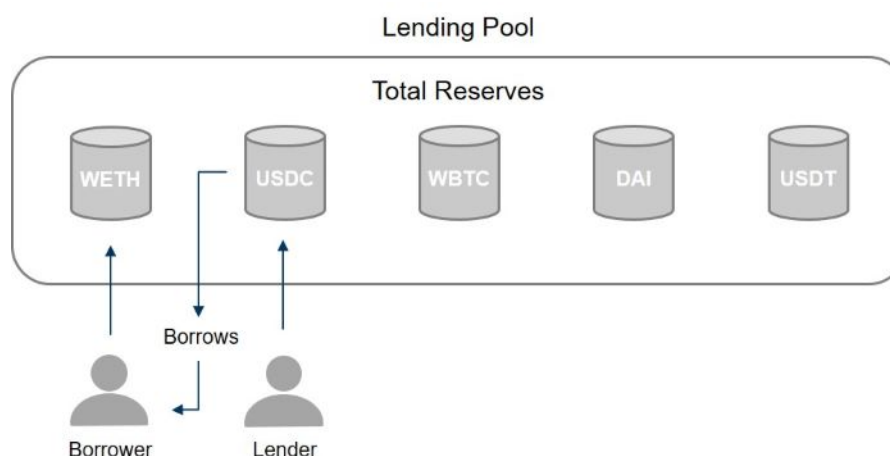 Lending Pool
Total Reserves
WETH
USDC
WBTC
DAI
USDT
Borrows
Borrower
Lender